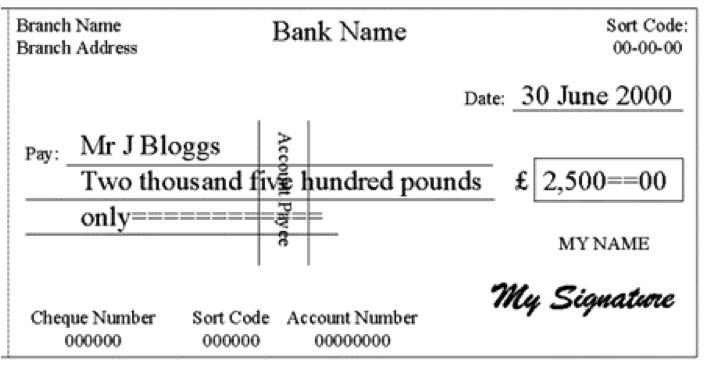 Branch Name
Branch Address
Bank Name
Sort Code:
00-00-00
Date: 30 June 2000
Pay: Mr J Bloggs
Two thousand five hundred pounds
£ 2,500==00
only============
Account Payee
MY NAME
My Signature
Cheque Number Sort Code Account Number
000000 000000 00000000